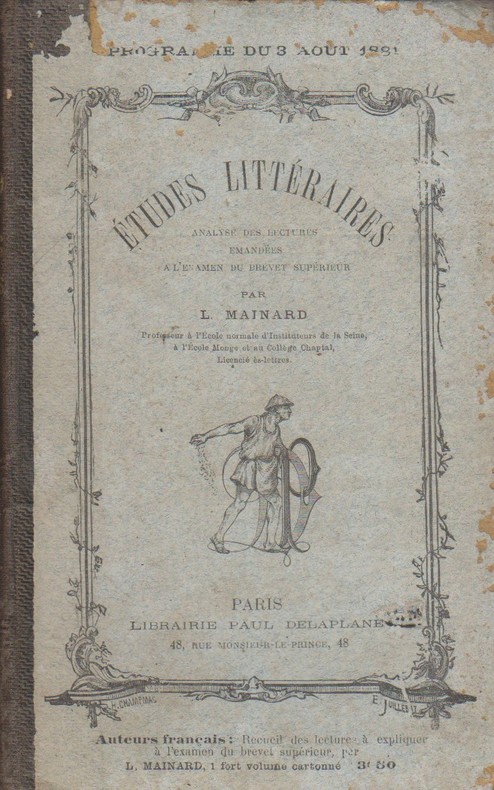 PROGRAMME DU 3 AOUT 1881
ÉTUDES LITTÉRAIRES
ANALYSE DES LECTURES
EMANDÉES
A L'EXAMEN DU BREVET SUPÉRIEUR
PAR
L. MAINARD
Professeur à l'École normale d'Instituteurs de la Seine,
à l'École Monge et au Collège Chaptal,
Licencié ès-lettres.
PARIS
LIBRAIRIE PAUL DELAPLANE
48, RUE MONSIEUR-LE-PRINCE, 48
Auteurs français : Recueil des lectures à expliquer
à l'examen du brevet supérieur, par
L. MAINARD, 1 fort volume cartonné 3f 50